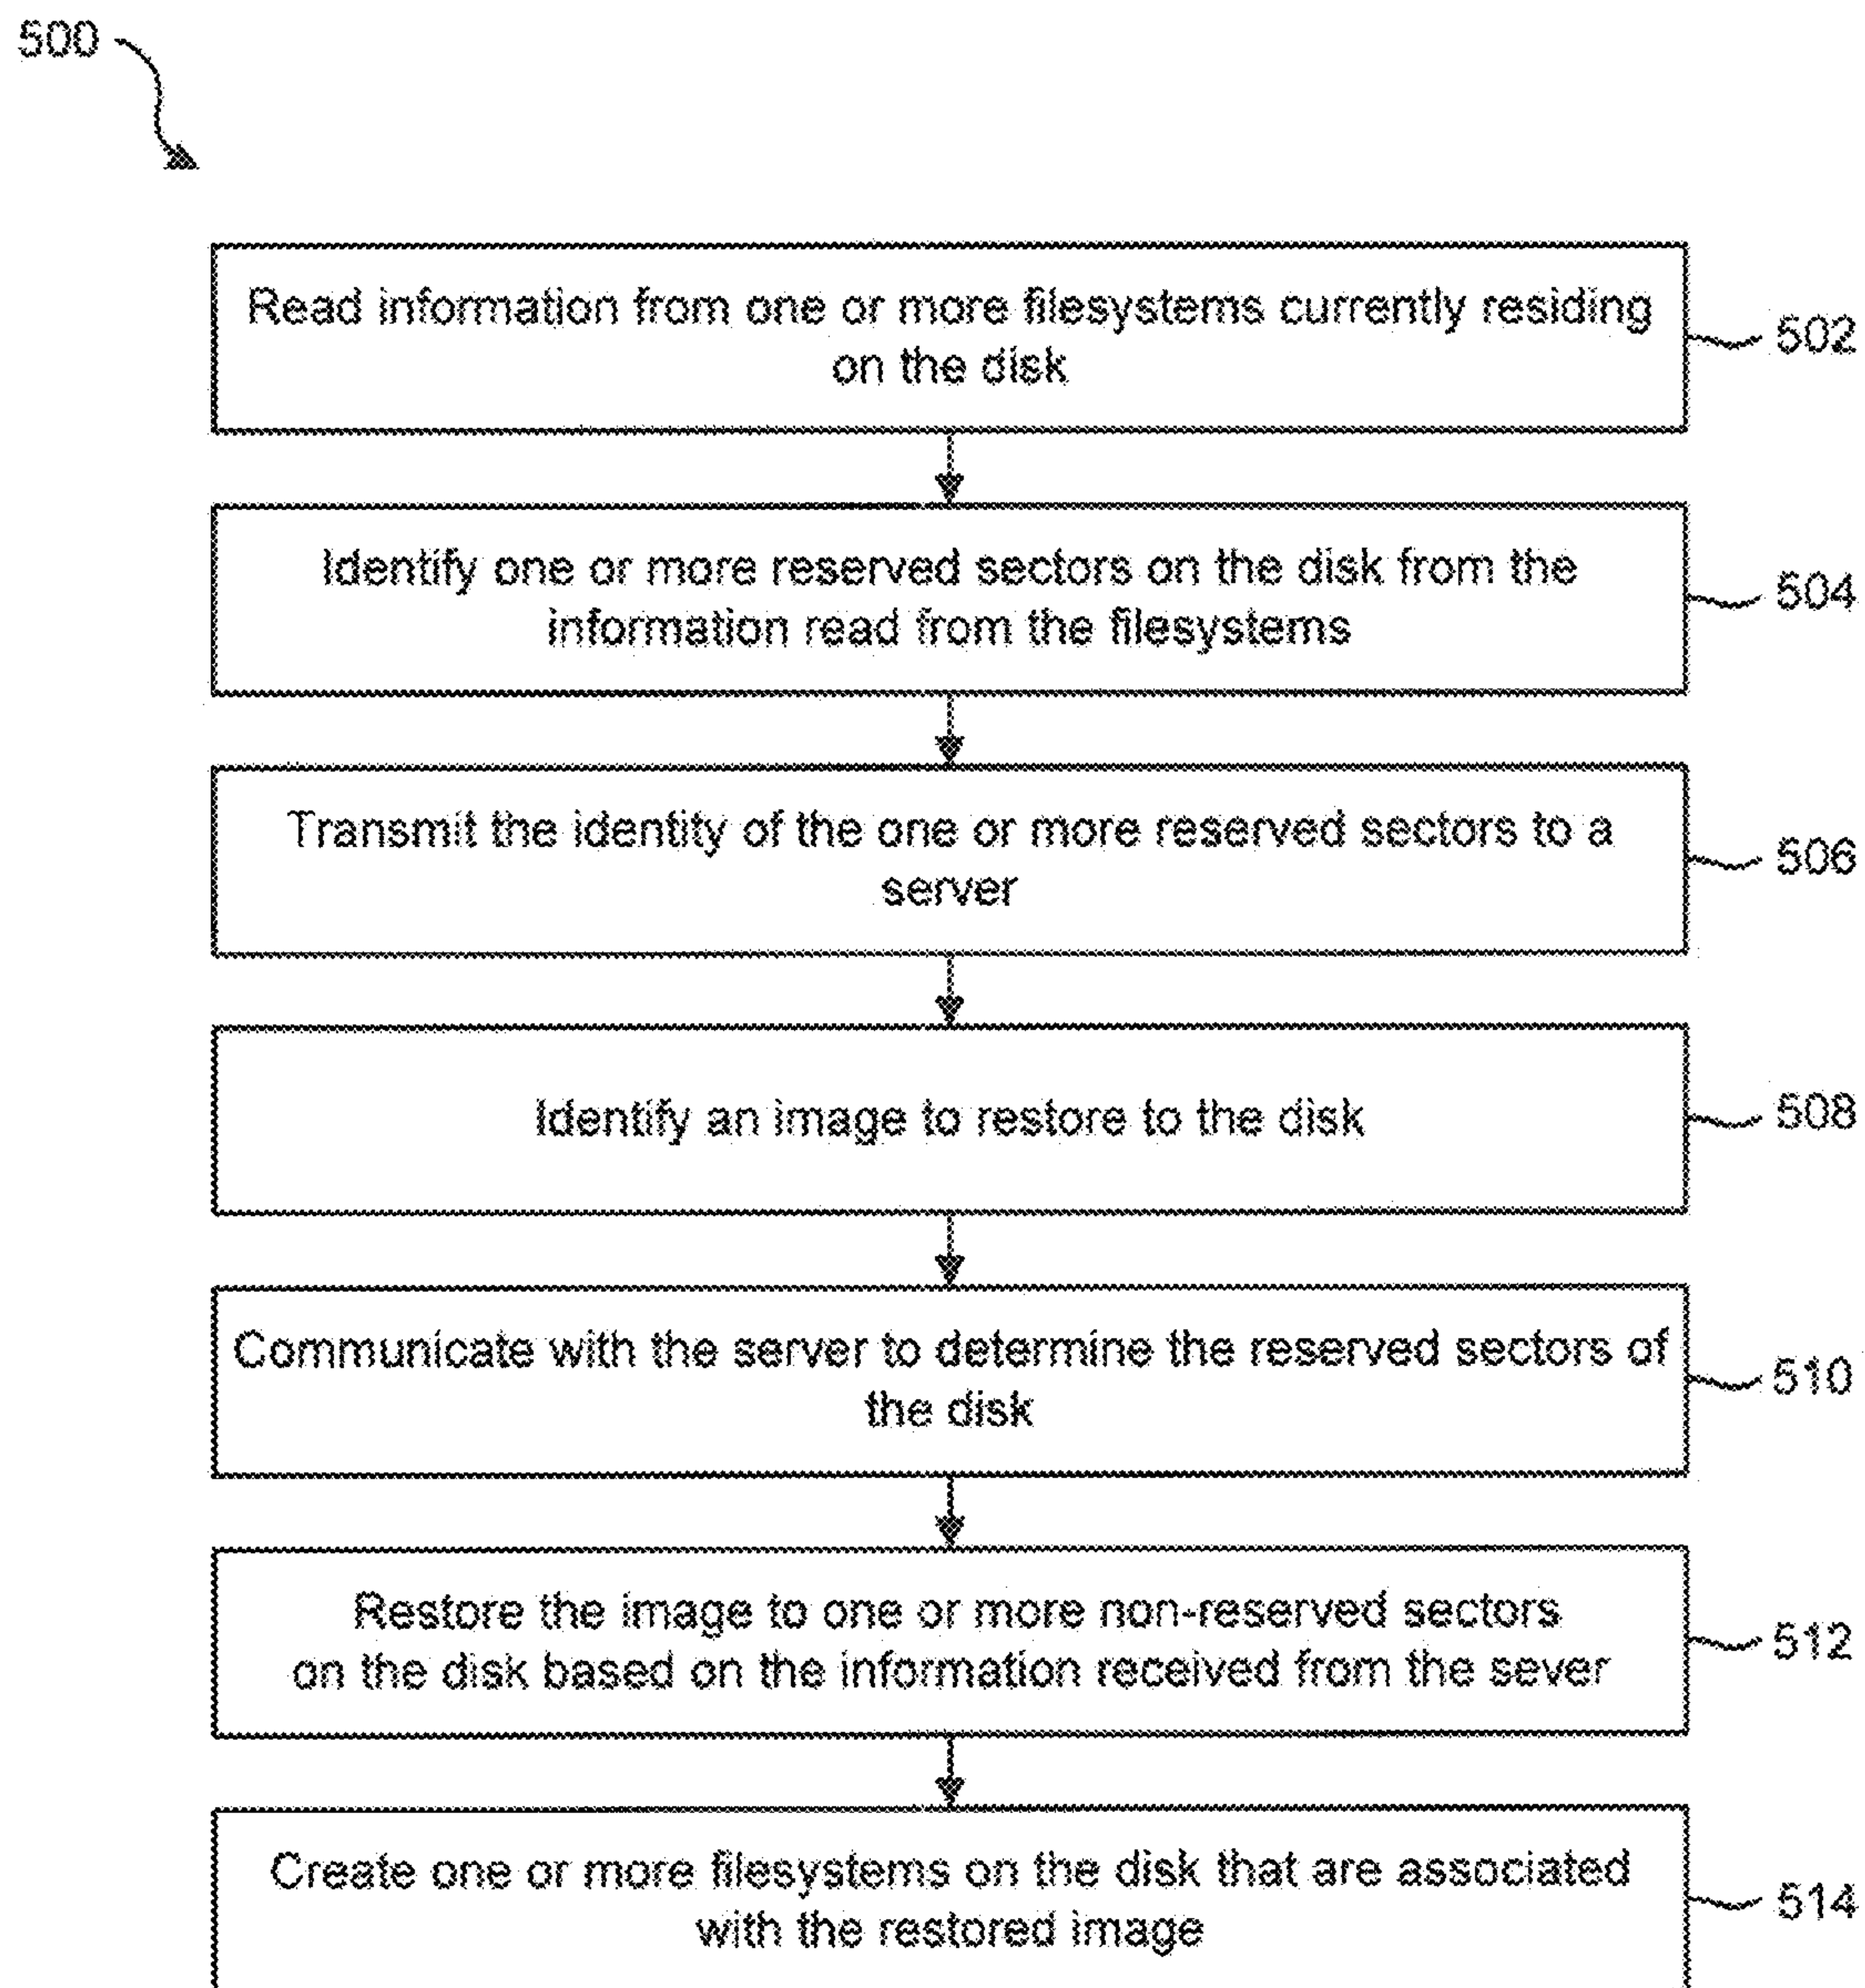 500
Read information from one or more filesystems currently residing
on the disk
502
Identify one or more reserved sectors on the disk from the
information read from the filesystems
504
Transmit the identity of the one or more reserved sectors to a
server
506
Identify an image to restore to the disk
508
Communicate with the server to determine the reserved sectors of
the disk
510
Restore the image to one or more non-reserved sectors
on the disk based on the information received from the sever
512
Create one or more filesystems on the disk that are associated
with the restored image
514